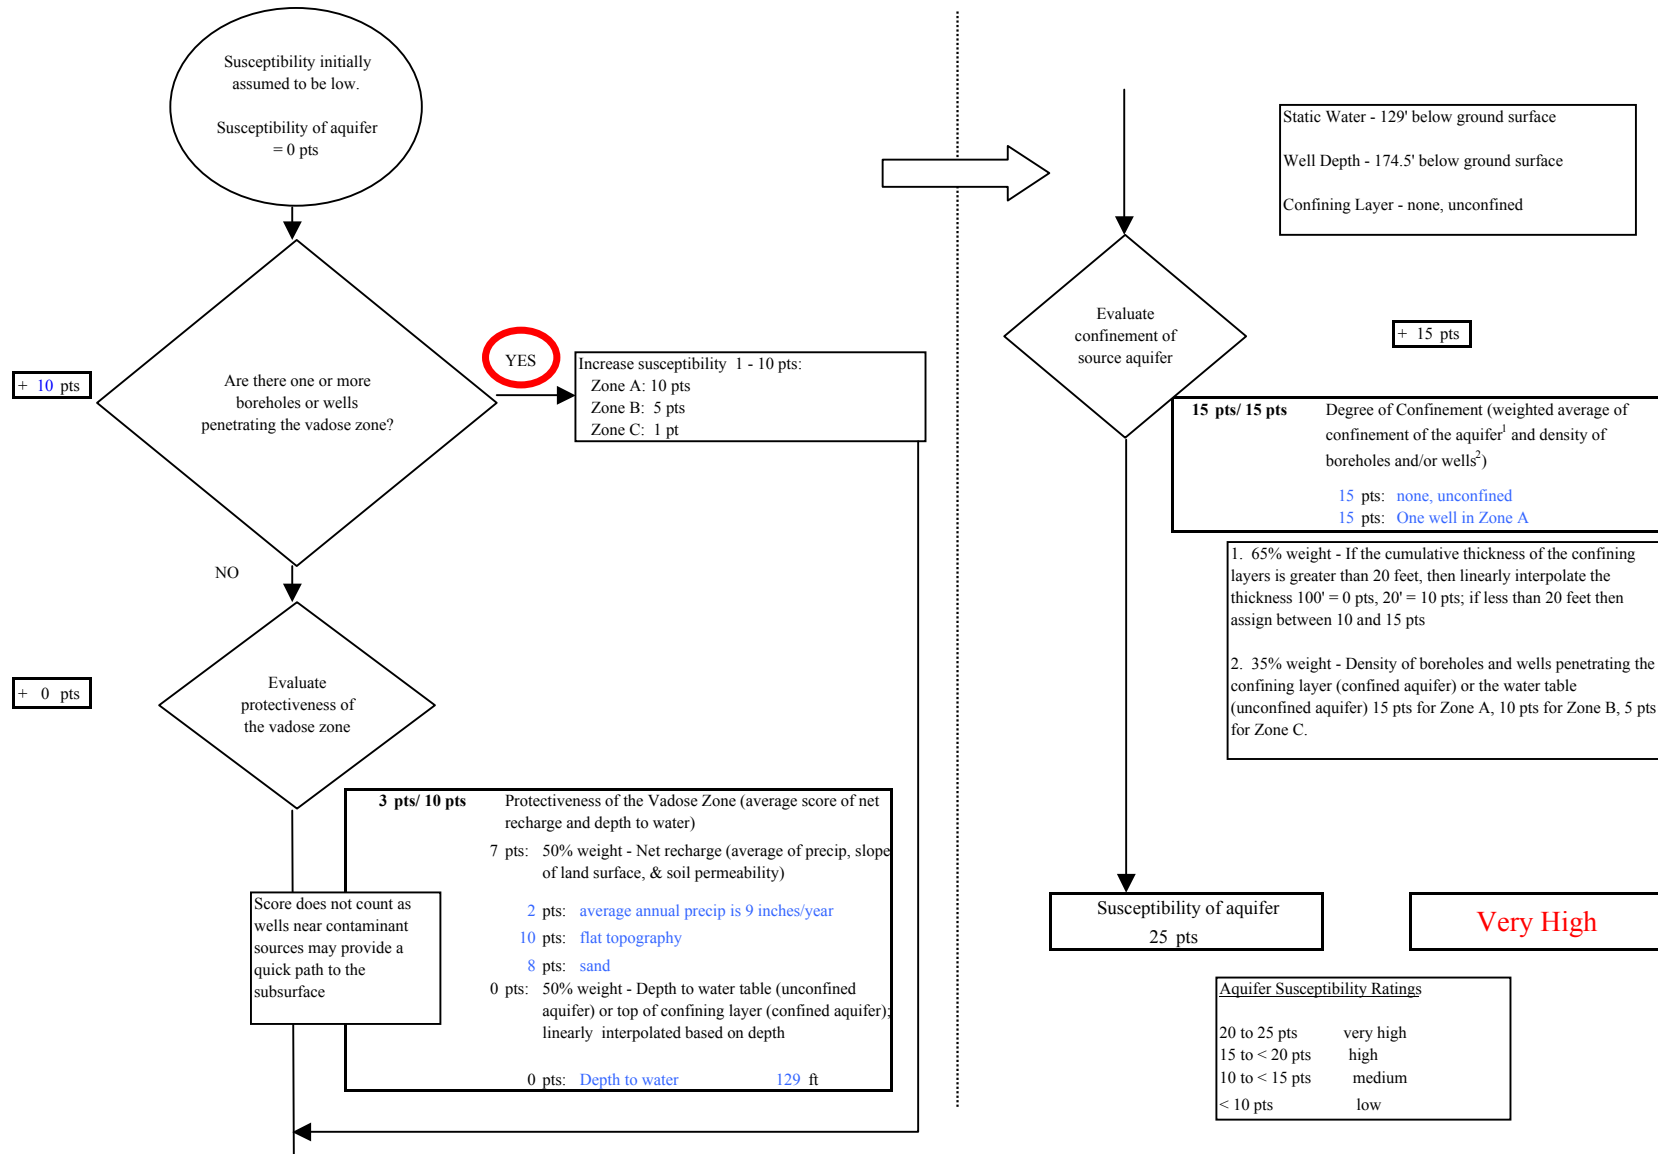 Susceptibility initially
assumed to be low.
Susceptibility of aquifer
= 0 pts
+ 10 pts
Are there one or more
boreholes or wells
penetrating the vadose zone?
YES
Increase susceptibility 1 - 10 pts:
Zone A: 10 pts
Zone B: 5 pts
Zone C: 1 pt
NO
+ 0 pts
Evaluate
protectiveness of
the vadose zone
3 pts/ 10 pts Protectiveness of the Vadose Zone (average score of net
recharge and depth to water)
7 pts: 50% weight - Net recharge (average of precip, slope
of land surface, & soil permeability)
2 pts: average annual precip is 9 inches/year
10 pts: flat topography
8 pts: sand
0 pts: 50% weight - Depth to water table (unconfined
aquifer) or top of confining layer (confined aquifer);
linearly interpolated based on depth
0 pts: Depth to water 129 ft
Score does not count as
wells near contaminant
sources may provide a
quick path to the
subsurface
Static Water - 129' below ground surface
Well Depth - 174.5' below ground surface
Confining Layer - none, unconfined
Evaluate
confinement of
source aquifer
+ 15 pts
15 pts/ 15 pts Degree of Confinement (weighted average of
confinement of the aquifer1 and density of
boreholes and/or wells2)
15 pts: none, unconfined
15 pts: One well in Zone A
1. 65% weight - If the cumulative thickness of the confining
layers is greater than 20 feet, then linearly interpolate the
thickness 100' = 0 pts, 20' = 10 pts; if less than 20 feet then
assign between 10 and 15 pts
2. 35% weight - Density of boreholes and wells penetrating the
confining layer (confined aquifer) or the water table
(unconfined aquifer) 15 pts for Zone A, 10 pts for Zone B, 5 pts
for Zone C.
Susceptibility of aquifer
25 pts
Very High
Aquifer Susceptibility Ratings
20 to 25 pts very high
15 to < 20 pts high
10 to < 15 pts medium
< 10 pts low